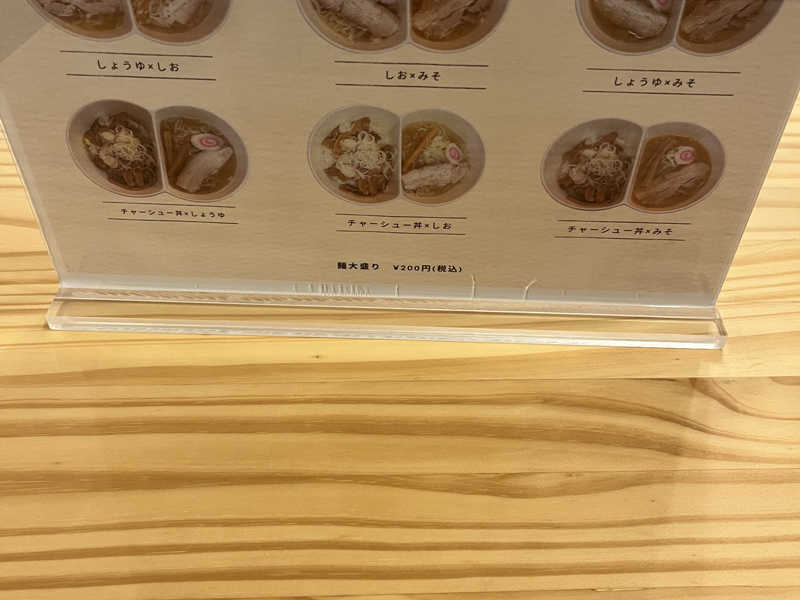 しょうゆ×しお
しお×みそ
しょうゆ×みそ
チャーシュー丼×しょうゆ
チャーシュー丼×しお
チャーシュー丼×みそ
麺大盛り ¥200円(税込)